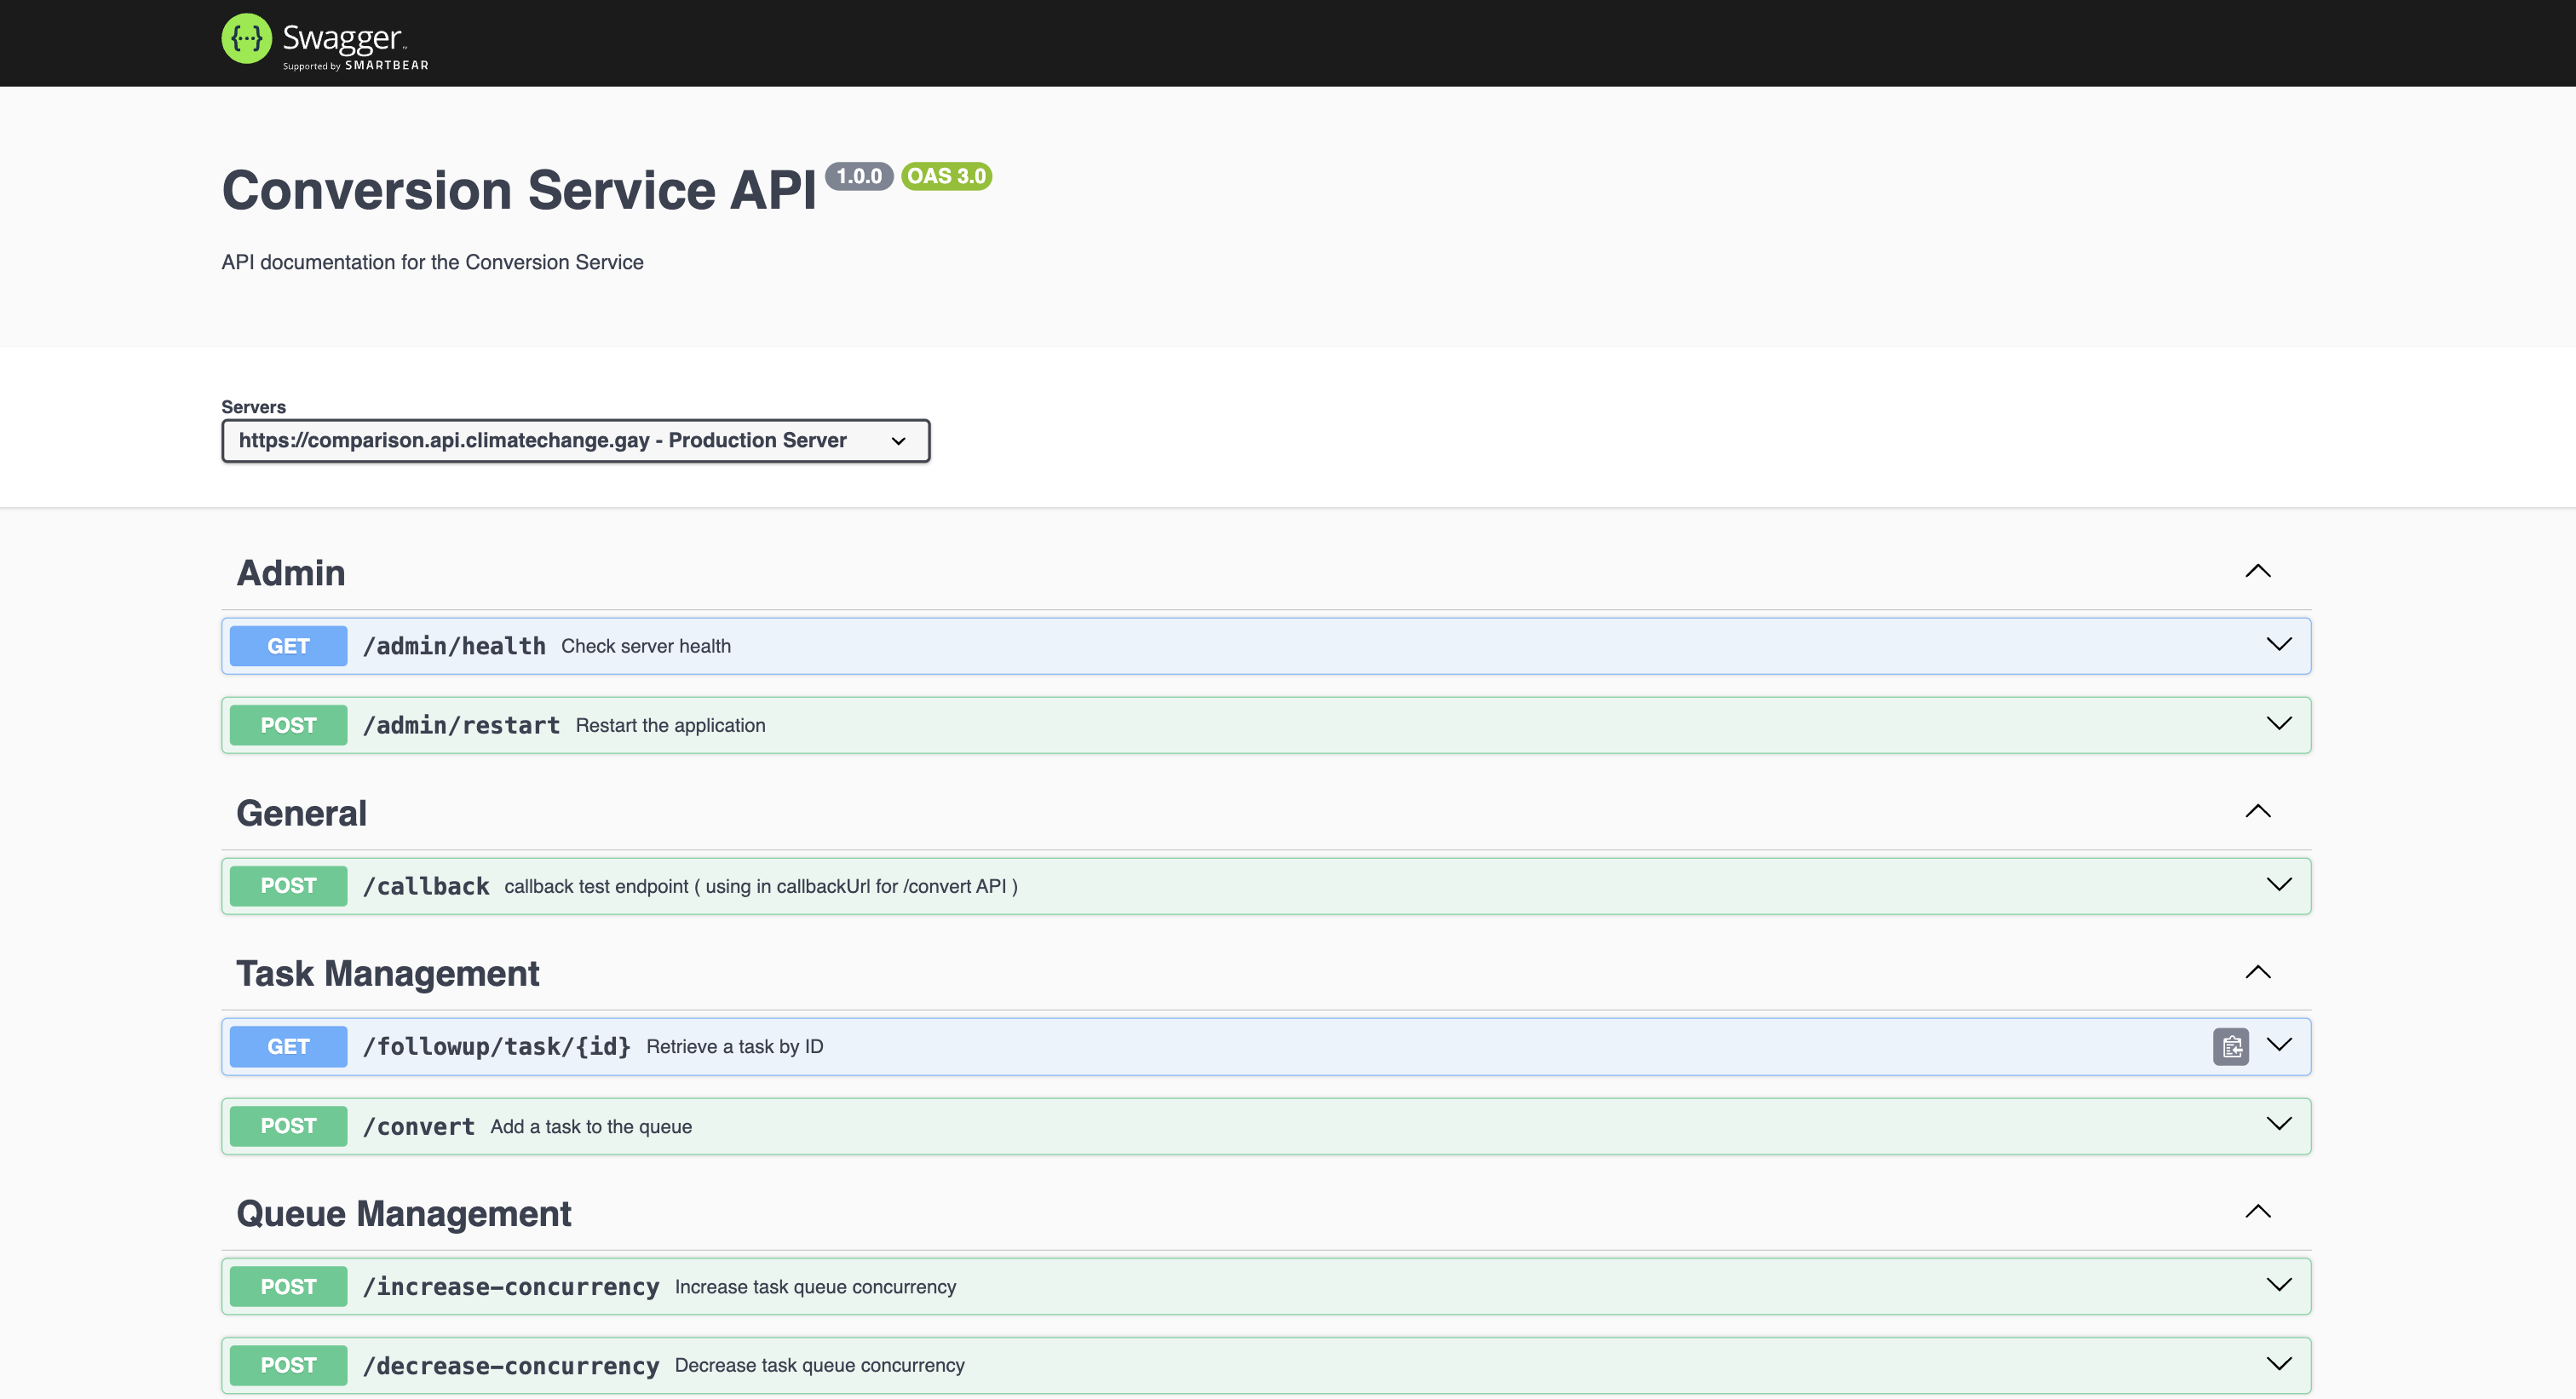 Swagger
Supported by SMARTBEAR
Conversion Service API 1.0.0 OAS 3.0
API documentation for the Conversion Service
Servers
https://comparison.api.climatechange.gay - Production Server
Admin
GET /admin/health Check server health
POST /admin/restart Restart the application
General
POST /callback callback test endpoint ( using in callbackUrl for /convert API )
Task Management
GET /followup/task/{id} Retrieve a task by ID
POST /convert Add a task to the queue
Queue Management
POST /increase-concurrency Increase task queue concurrency
POST /decrease-concurrency Decrease task queue concurrency